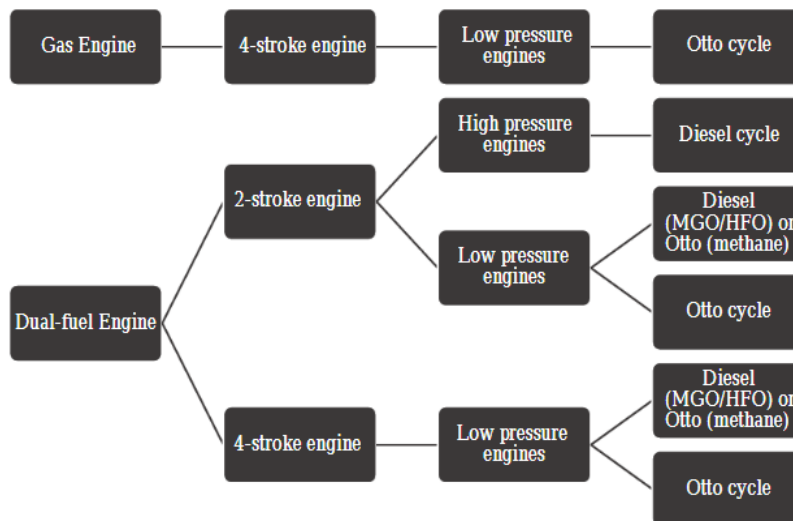 Gas Engine
4-stroke engine
Low pressure
engines
Otto cycle
High pressure
engines
Diesel cycle
2-stroke engine
Diesel
(MGO/HFO) or
Otto (methane)
Low pressure
engines
Otto cycle
Dual-fuel Engine
Diesel
(MGO/HFO) or
Otto (methane)
4-stroke engine
Low pressure
engines
Otto cycle